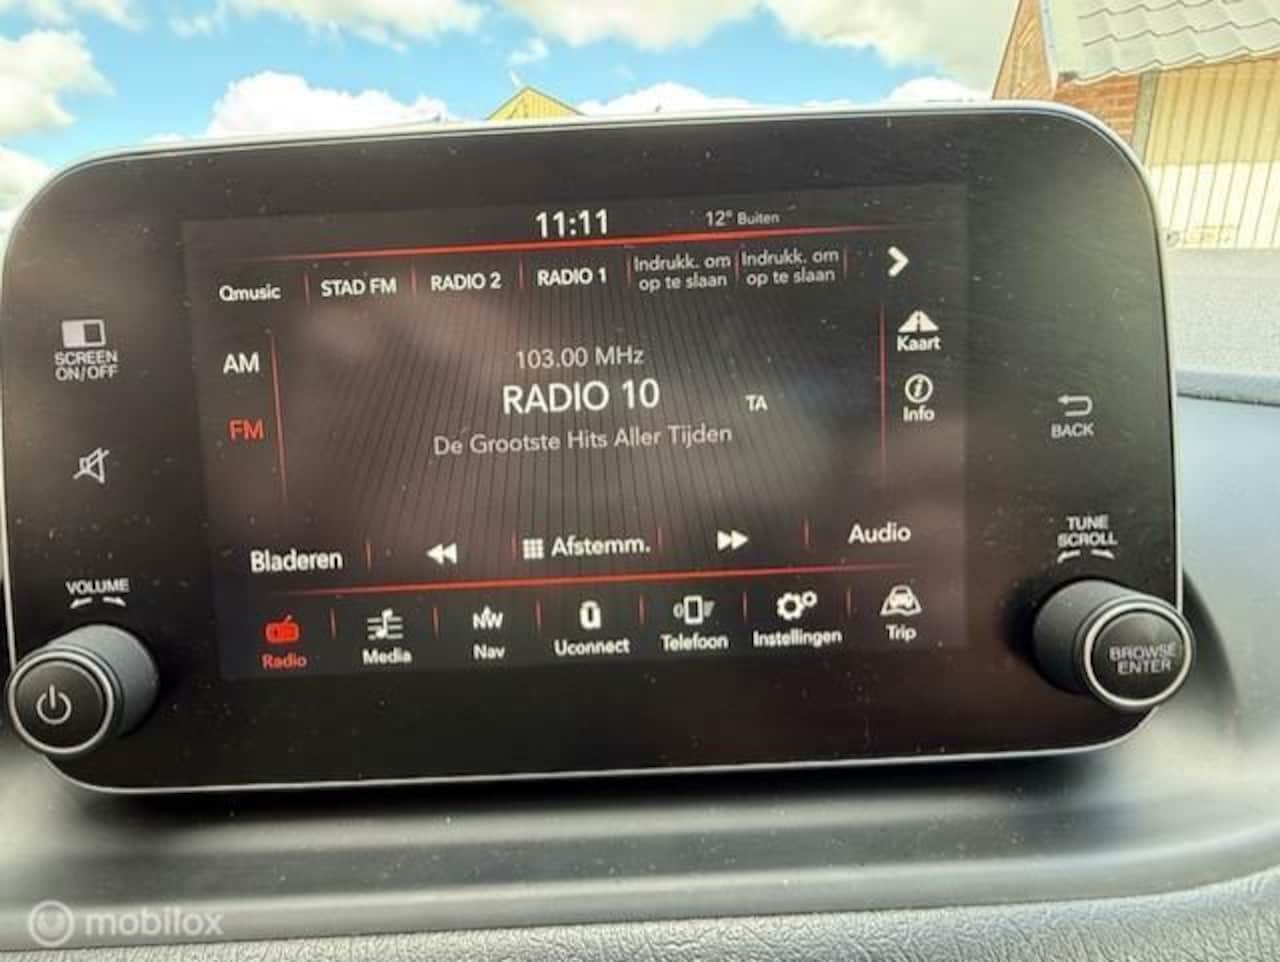 11:11
12° Buiten
Qmusic
STAD FM
RADIO 2
RADIO 1
Indrukk. om
op te slaan
Indrukk. om
op te slaan
SCREEN
ON/OFF
AM
FM
103.00 MHz
RADIO 10
TA
De Grootste Hits Aller Tijden
Kaart
Info
BACK
TUNE
SCROLL
VOLUME
Bladeren
Afstemm.
Audio
Radio
Media
NW
Nav
Uconnect
Telefoon
Instellingen
Trip
BROWSE
ENTER
mobilox